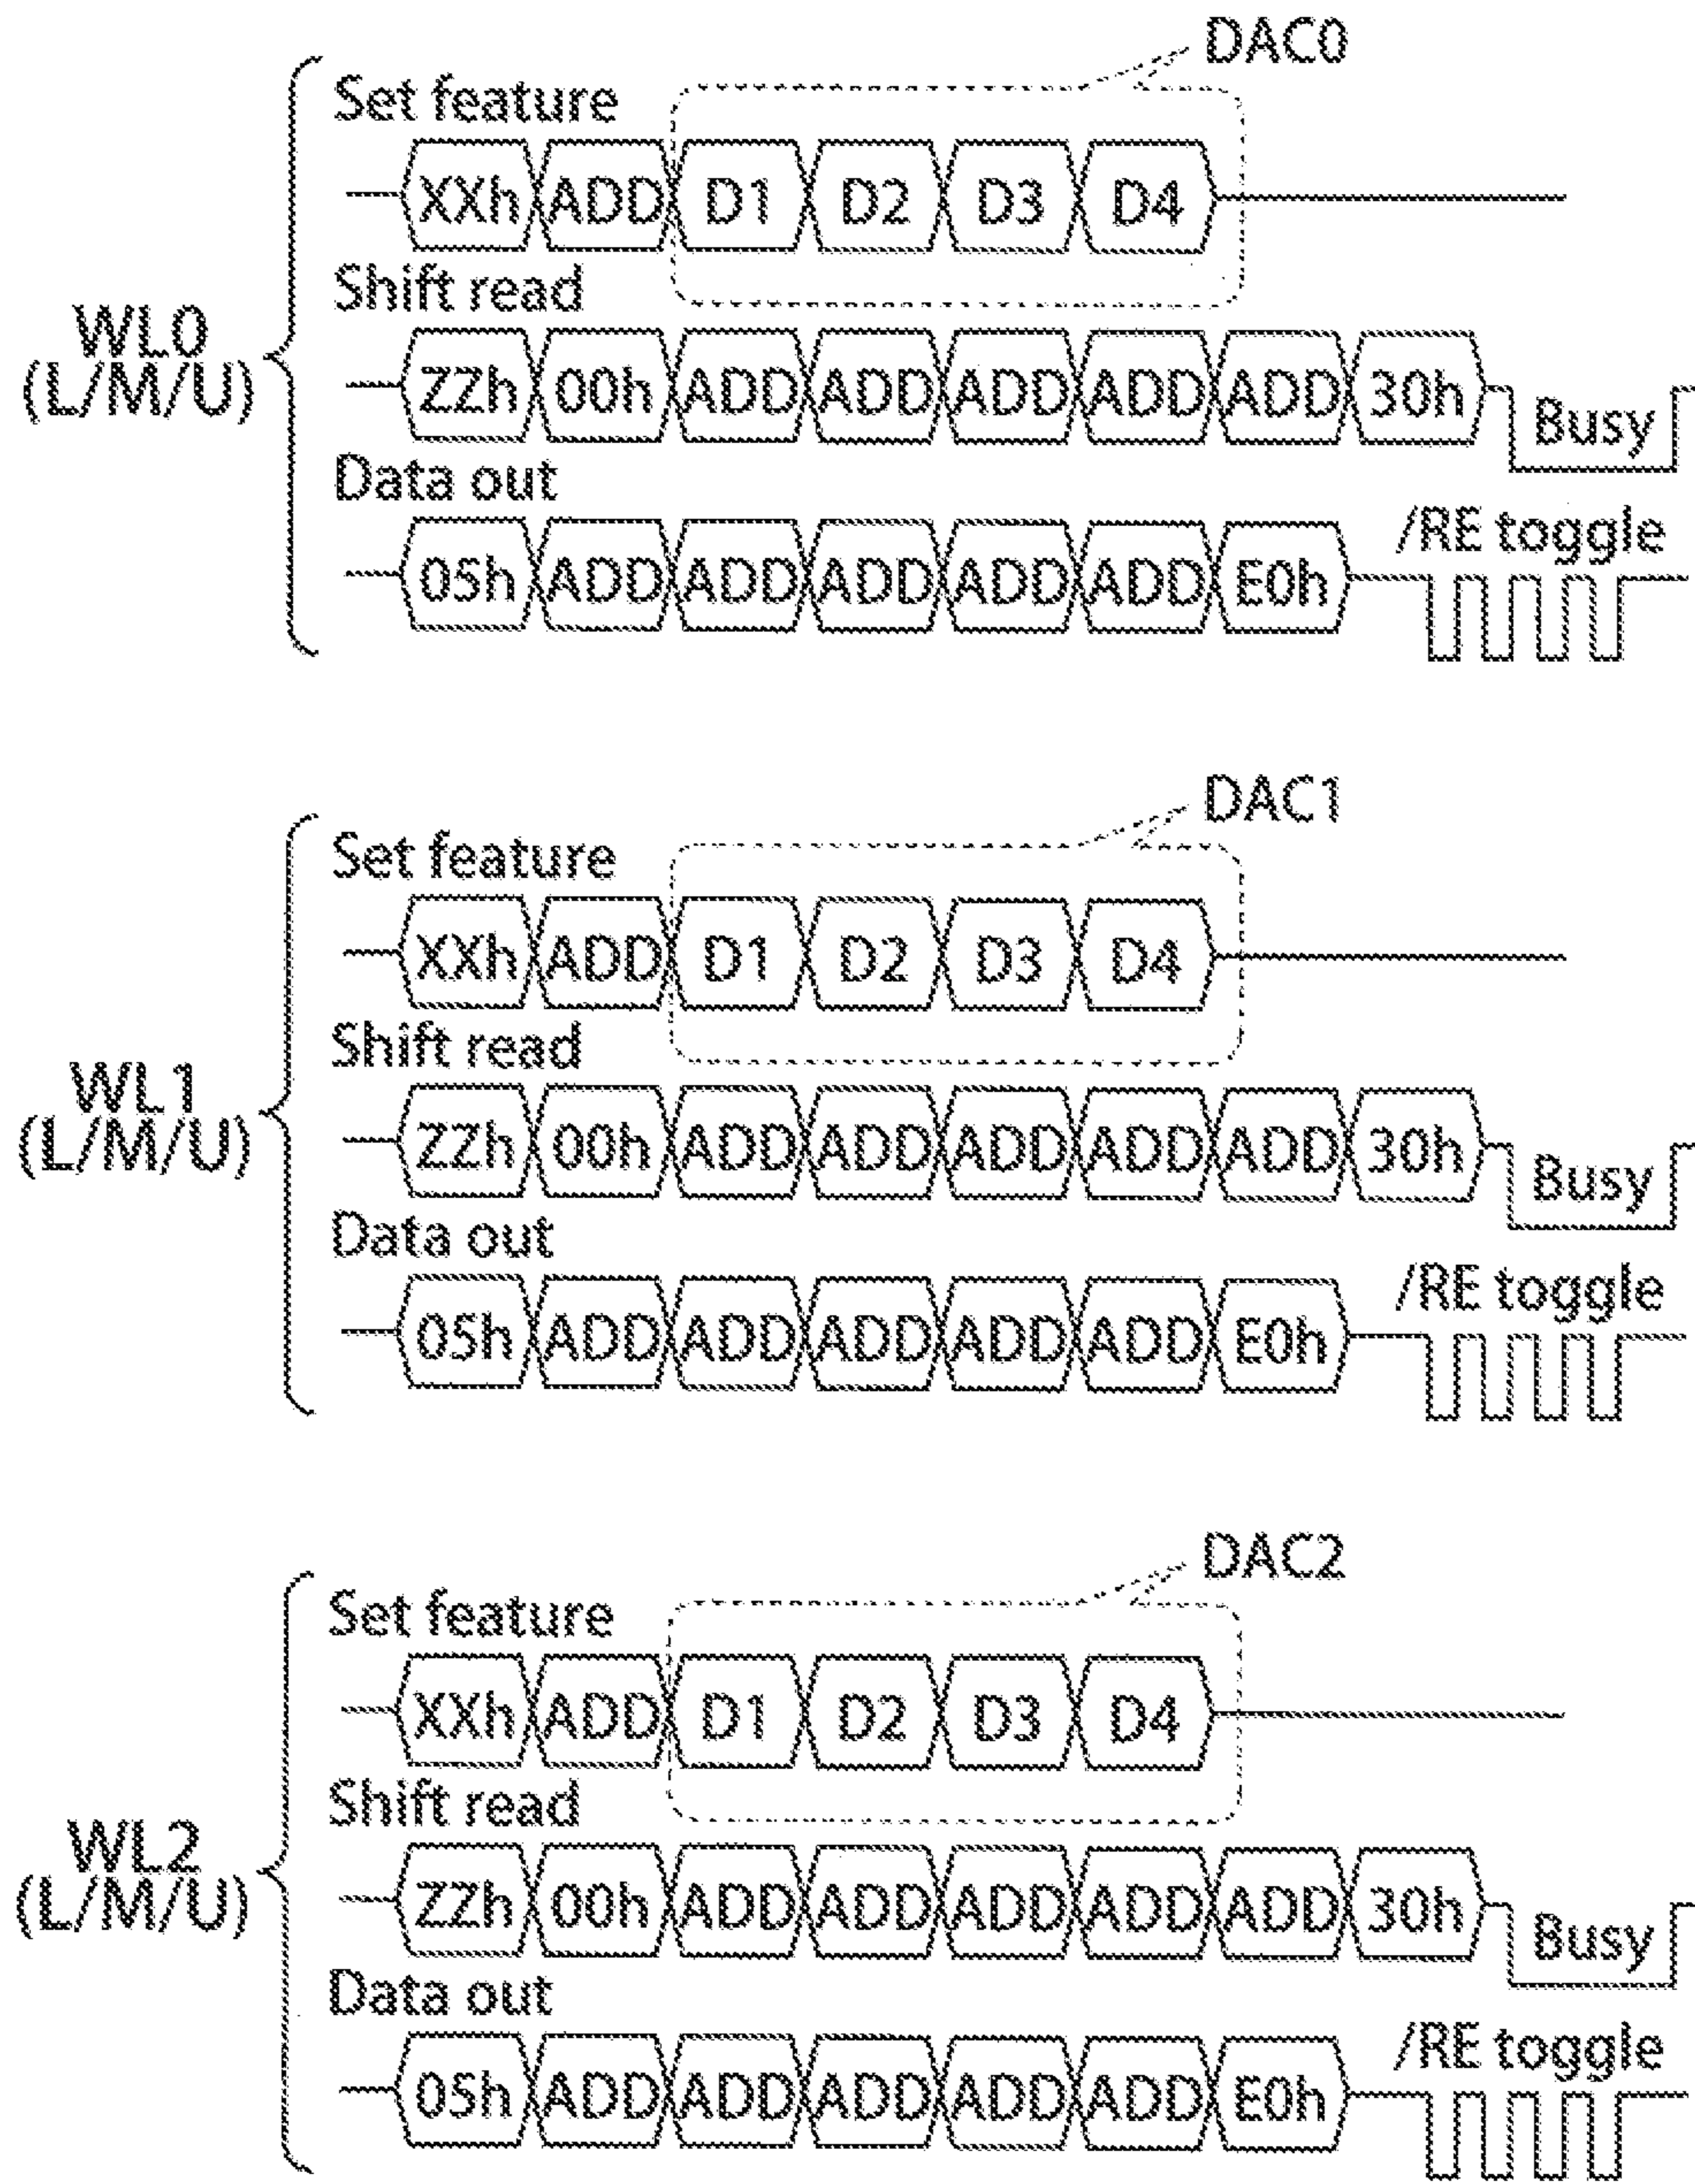 DAC0
Set feature
XXh ADD D1 D2 D3 D4
Shift read
WL0
(L/M/U)
ZZh 00h ADD ADD ADD ADD ADD 30h Busy
Data out
/RE toggle
05h ADD ADD ADD ADD ADD E0h
DAC1
Set feature
XXh ADD D1 D2 D3 D4
Shift read
WL1
(L/M/U)
ZZh 00h ADD ADD ADD ADD ADD 30h Busy
Data out
/RE toggle
05h ADD ADD ADD ADD ADD E0h
DAC2
Set feature
XXh ADD D1 D2 D3 D4
Shift read
WL2
(L/M/U)
ZZh 00h ADD ADD ADD ADD ADD 30h Busy
Data out
/RE toggle
05h ADD ADD ADD ADD ADD E0h